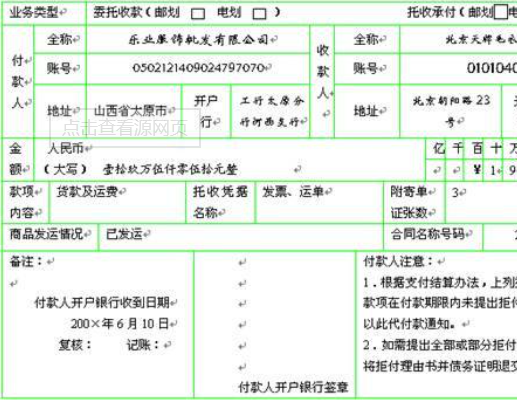 业务类型 委托收款（邮划 □ 电划 □ ） 托收承付（邮划□
付款人 全称 乐业服饰批发有限公司 收款人 全称 北京天辉毛衣
账号 0502121409024797070 账号 0101040
地址 山西省太原市 开户行 工行太原分行河西支行 地址 北京朝阳路23号
金额 人民币（大写） 壹拾玖万伍仟零伍拾元整 亿 千 百 十 万
¥ 1 9
款项内容 货款及运费 托收凭据名称 发票、运单 附寄单证张数 3
商品发运情况 已发运 合同名称号码
备注：
付款人开户银行收到日期
200×年6月10日
复核： 记账：
付款人开户银行签章
付款人注意：
1．根据支付结算办法，上列
款项在付款期限内未提出拒付
以此代付款通知。
2．如需提出全部或部分拒付
将拒付理由书并债务证明退交
点击查看源网页